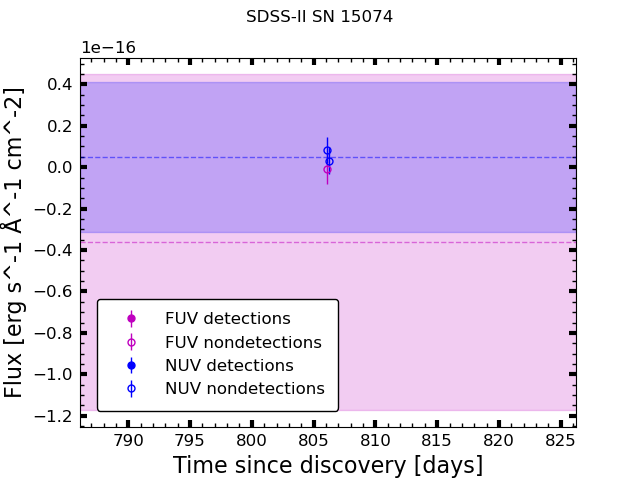 SDSS-II SN 15074
1e−16
0.4
0.2
0.0
−0.2
−0.4
−0.6
−0.8
−1.0
−1.2
Flux [erg s^-1 Å^-1 cm^-2]
FUV detections
FUV nondetections
NUV detections
NUV nondetections
790 795 800 805 810 815 820 825
Time since discovery [days]